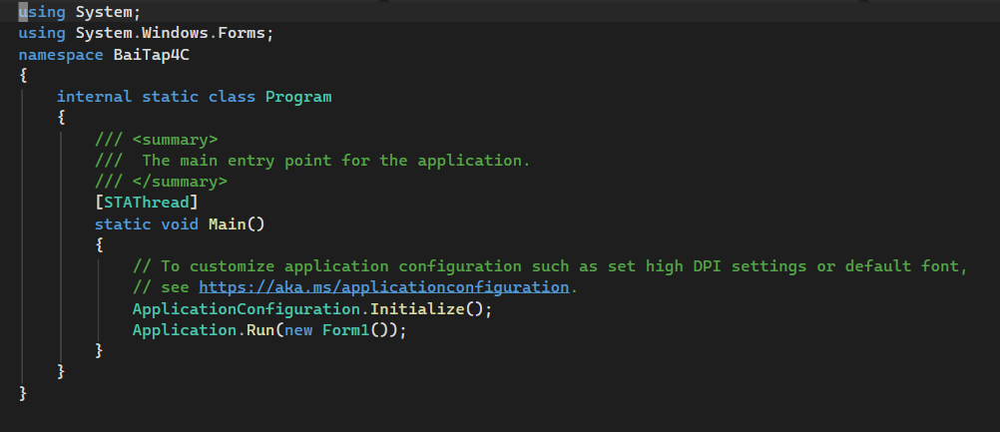 using System;
using System.Windows.Forms;
namespace BaiTap4C
{
    internal static class Program
    {
        /// <summary>
        ///  The main entry point for the application.
        /// </summary>
        [STAThread]
        static void Main()
        {
            // To customize application configuration such as set high DPI settings or default font,
            // see https://aka.ms/applicationconfiguration.
            ApplicationConfiguration.Initialize();
            Application.Run(new Form1());
        }
    }
}